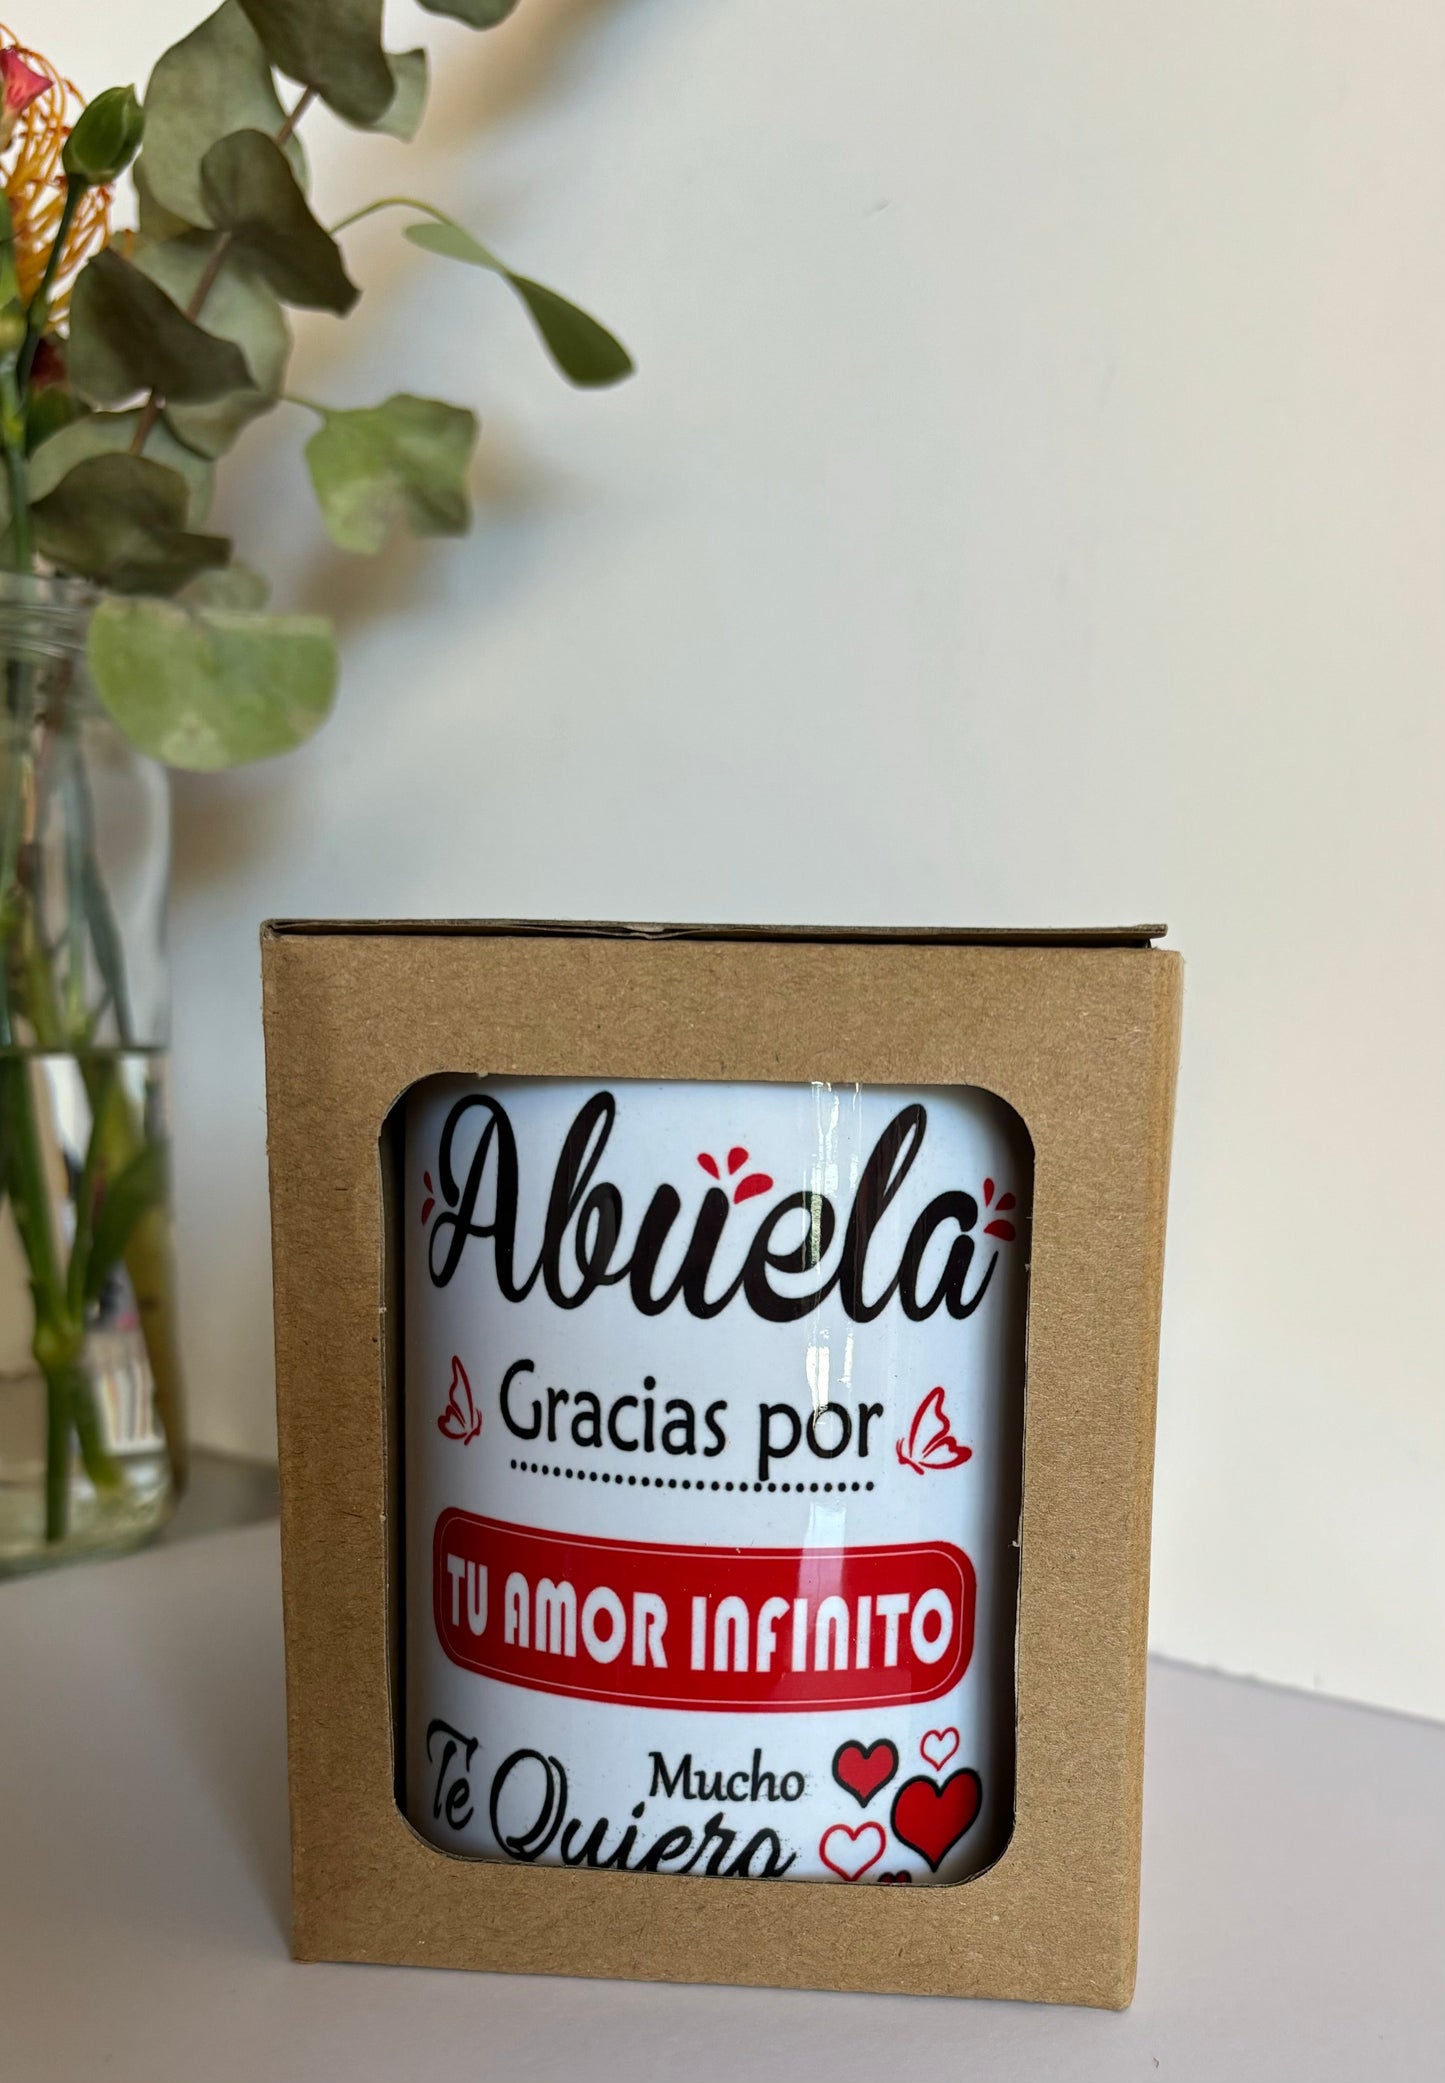 Abuela
Gracias por
TU AMOR INFINITO
Te Quiero
Mucho